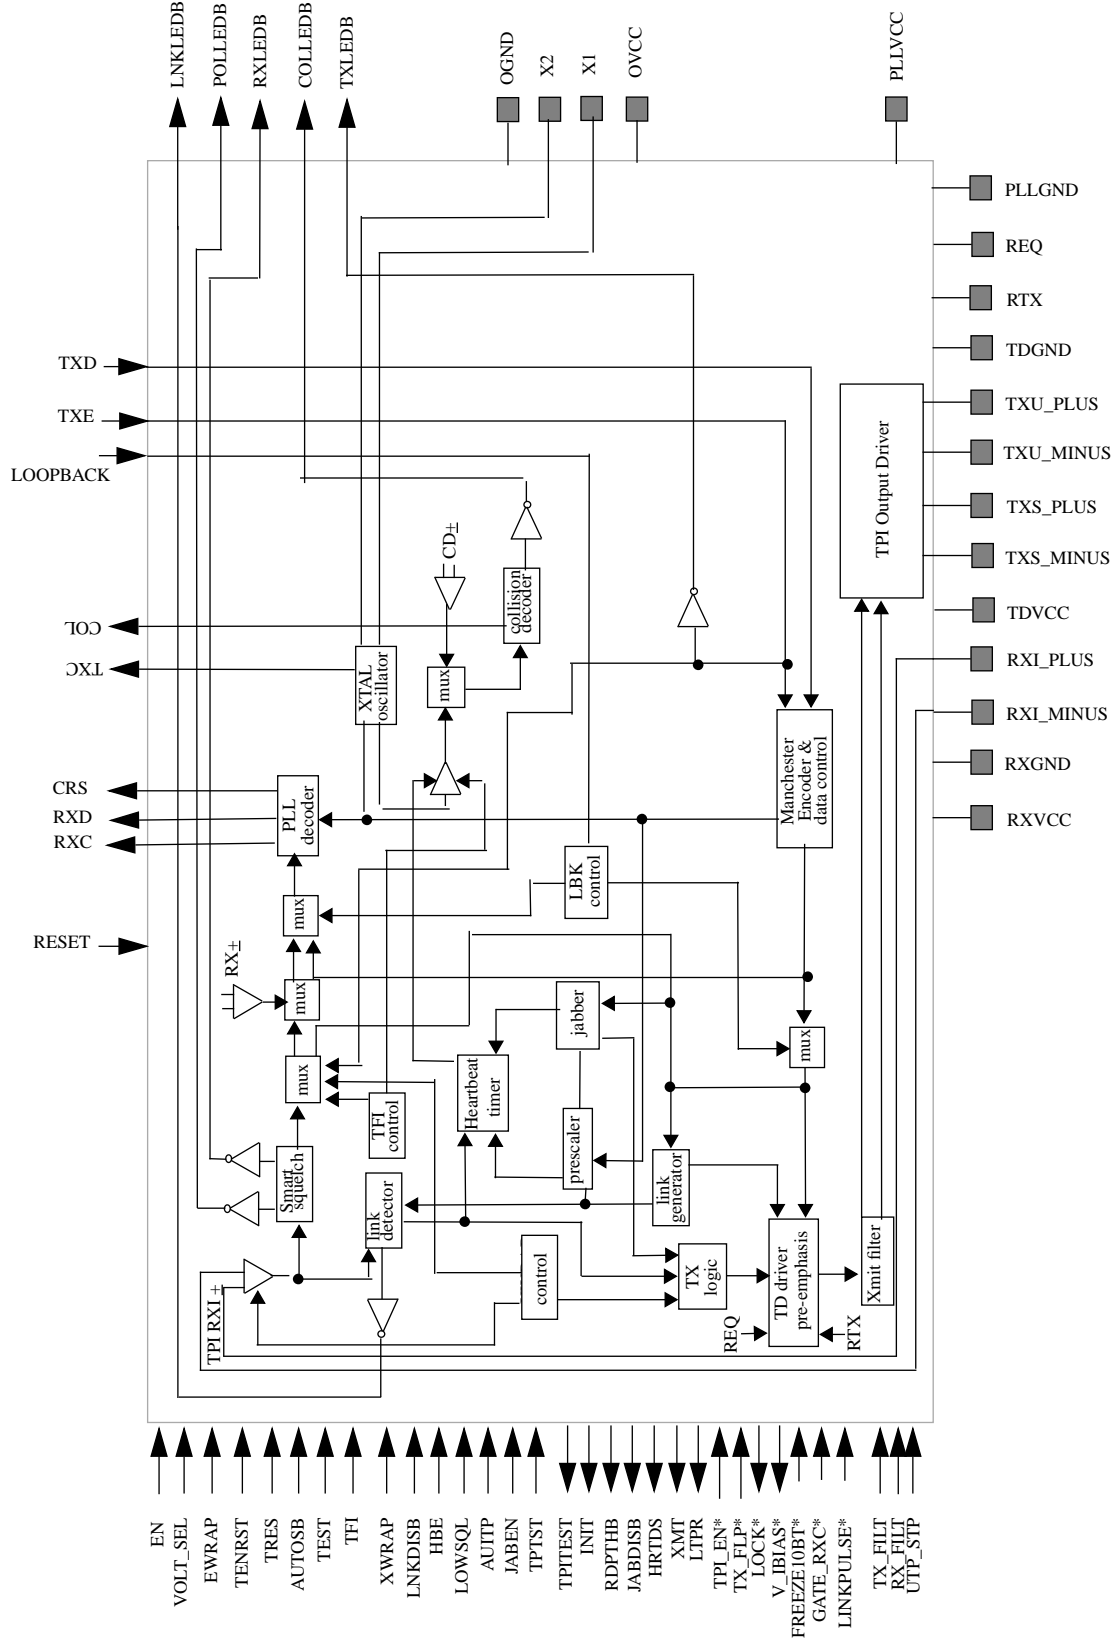 LNKLEDB
POLLEDB
RXLEDB
COLLEDB
TXLEDB
OGND
X2
X1
OVCC
PLLVCC
PLLGND
REQ
RTX
TDGND
TXU_PLUS
TXU_MINUS
TXS_PLUS
TXS_MINUS
TDVCC
RXI_PLUS
RXI_MINUS
RXGND
RXVCC
TXD
TXE
LOOPBACK
COL
TXC
CRS
RXD
RXC
RESET
TPI Output Driver
CD±
collision
decoder
XTAL
oscillator
mux
PLL
decoder
Manchester
Encoder &
data control
LBK
control
mux
RX±
mux
jabber
mux
mux
Heartbeat
timer
TFI
control
prescaler
Smart
squelch
link
detector
link
generator
TPI RXI ±
control
TX
logic
TD driver
pre-emphasis
Xmit filter
REQ
RTX
EN
VOLT_SEL
EWRAP
TENRST
TRES
AUTOSB
TEST
TFI
XWRAP
LNKDISB
HBE
LOWSQL
AUITP
JABEN
TPTST
TPITEST
INIT
RDPTHB
JABDISB
HRTDS
XMT
LTPR
TPI_EN*
TX_FLP*
LOCK*
V_IBIAS*
FREEZE10BT*
GATE_RXC*
LINKPULSE*
TX_FILT
RX_FILT
UTP_STP